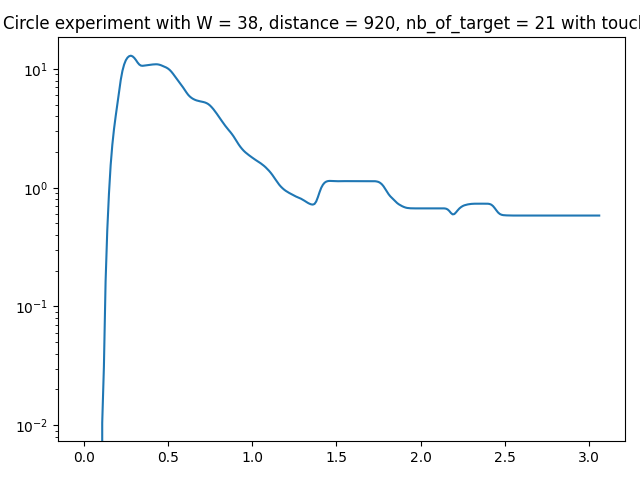 Circle experiment with W = 38, distance = 920, nb_of_target = 21 with touch
10¹
10⁰
10⁻¹
10⁻²
0.0 0.5 1.0 1.5 2.0 2.5 3.0